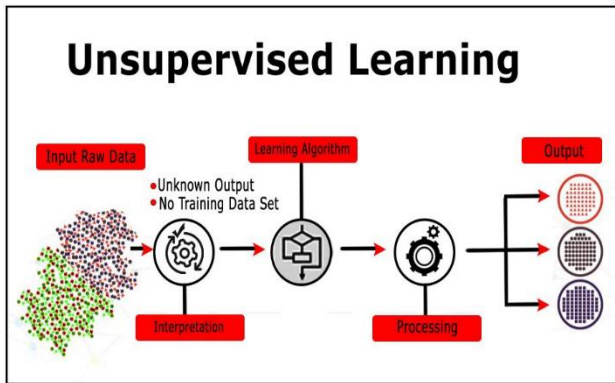 Unsupervised Learning
Input Raw Data
Learning Algorithm
Output
•Unknown Output
•No Training Data Set
Interpretation
Processing